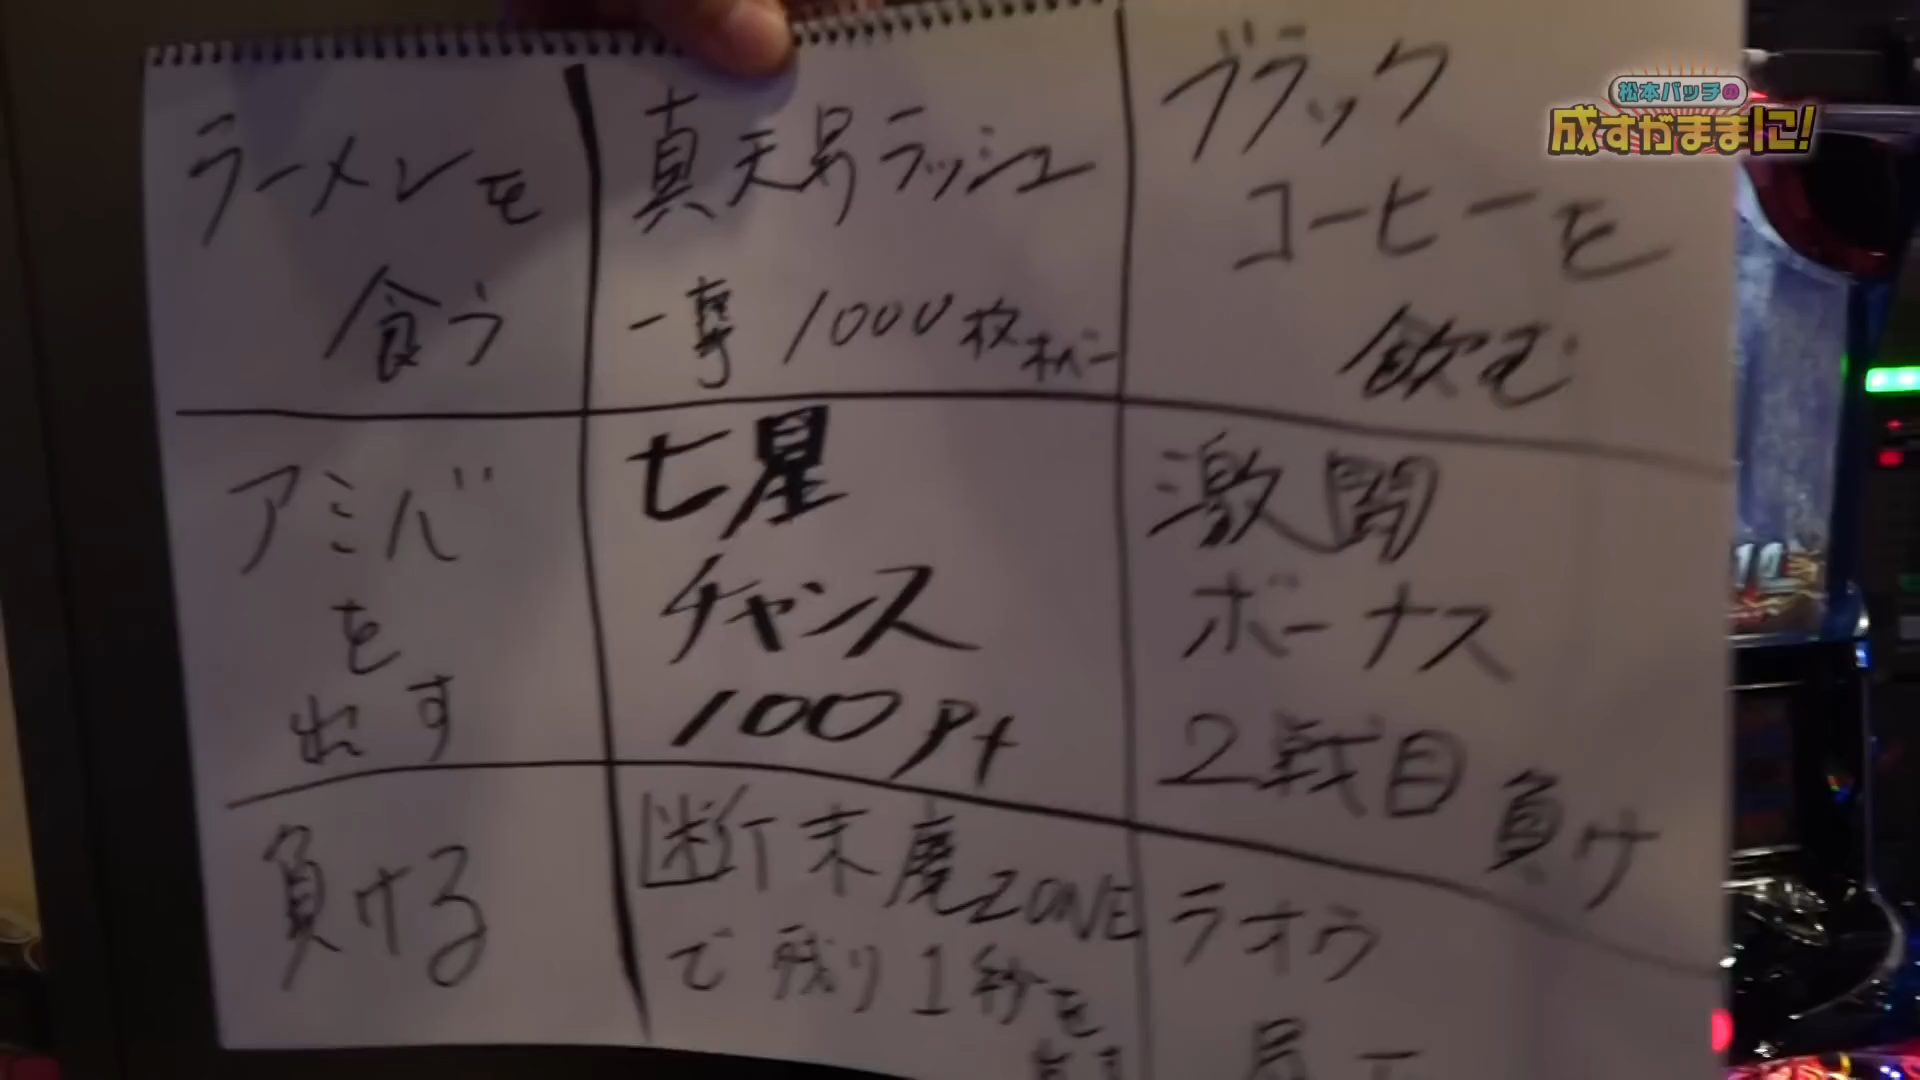 松本バッチの
成すがままに!
ラーメンを
食う
真天昇ラッシュ
一撃 1000枚オーバー
ブラック
コーヒーを
飲む
アミバ
を
出す
七星
チャンス
100pt
激闘
ボーナス
2戦目負け
負ける
断末魔ZONE
で残り1秒を
出す
ラオウ